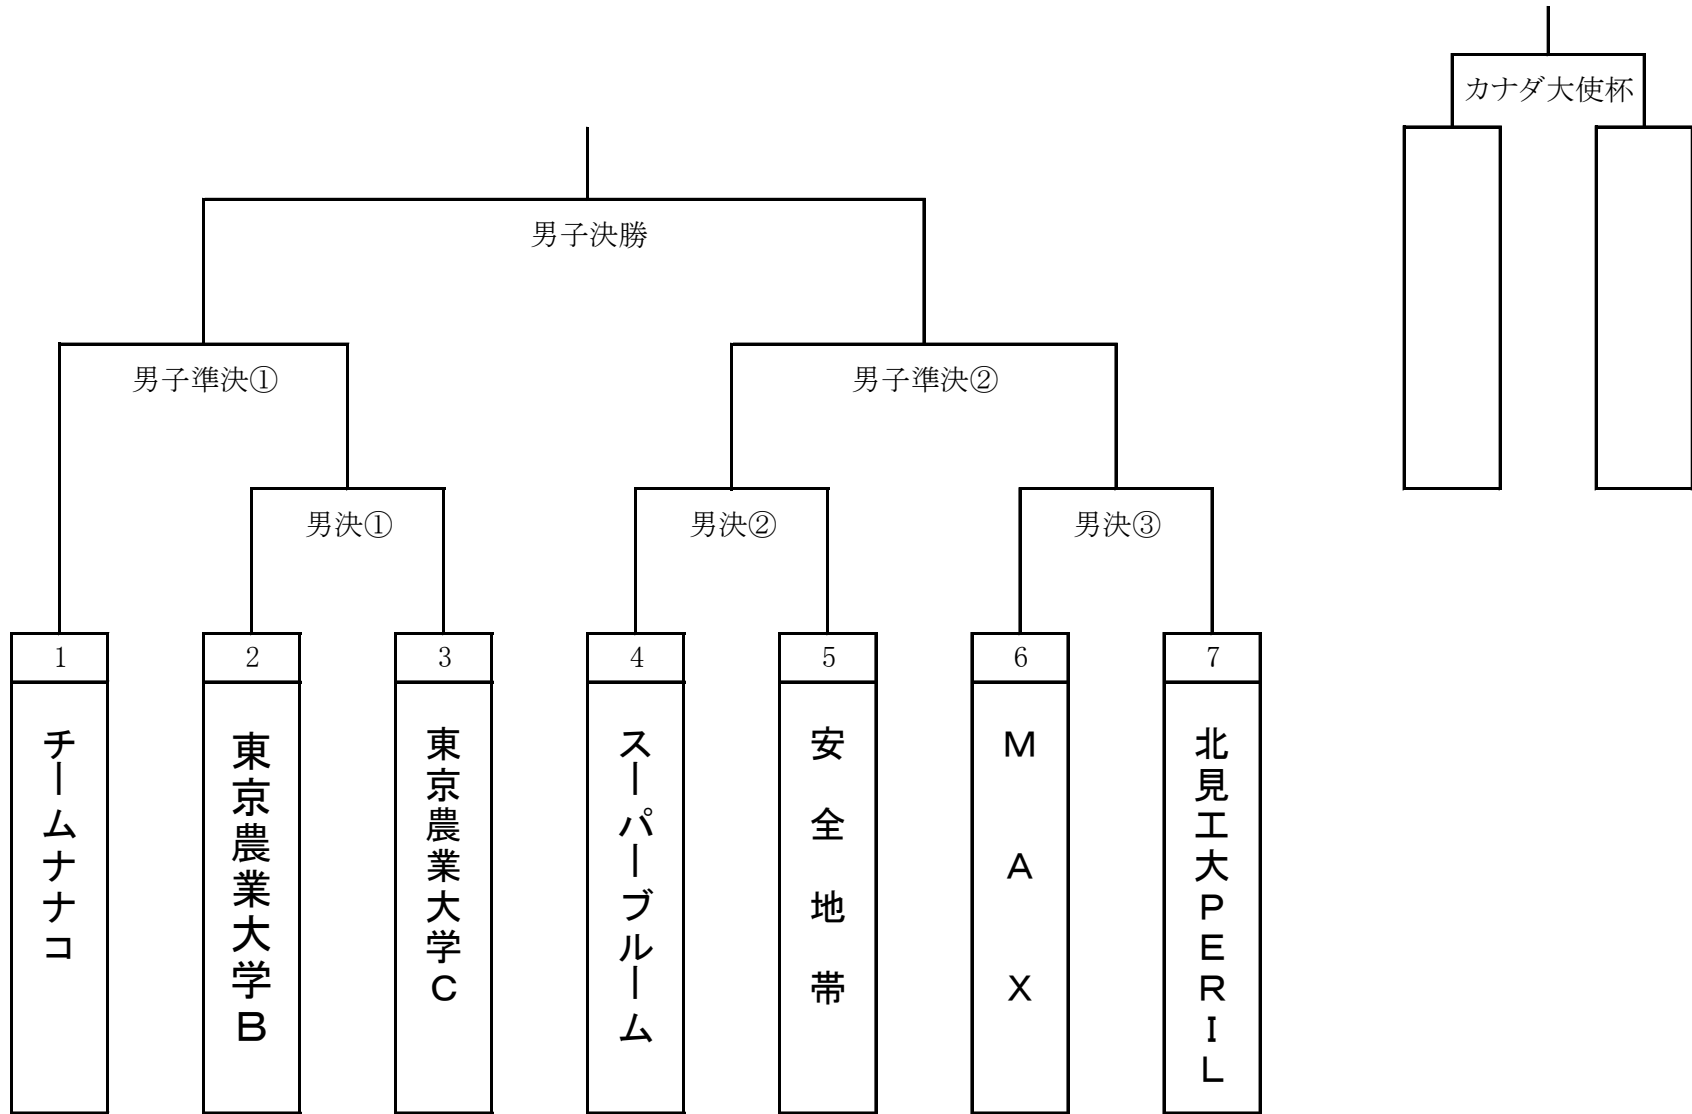 カナダ大使杯
男子決勝
男子準決①
男子準決②
男決①
男決②
男決③
1
2
3
4
5
6
7
チームナナコ
東京農業大学B
東京農業大学C
スーパーブルーム
安全地帯
MAX
北見工大PERIL